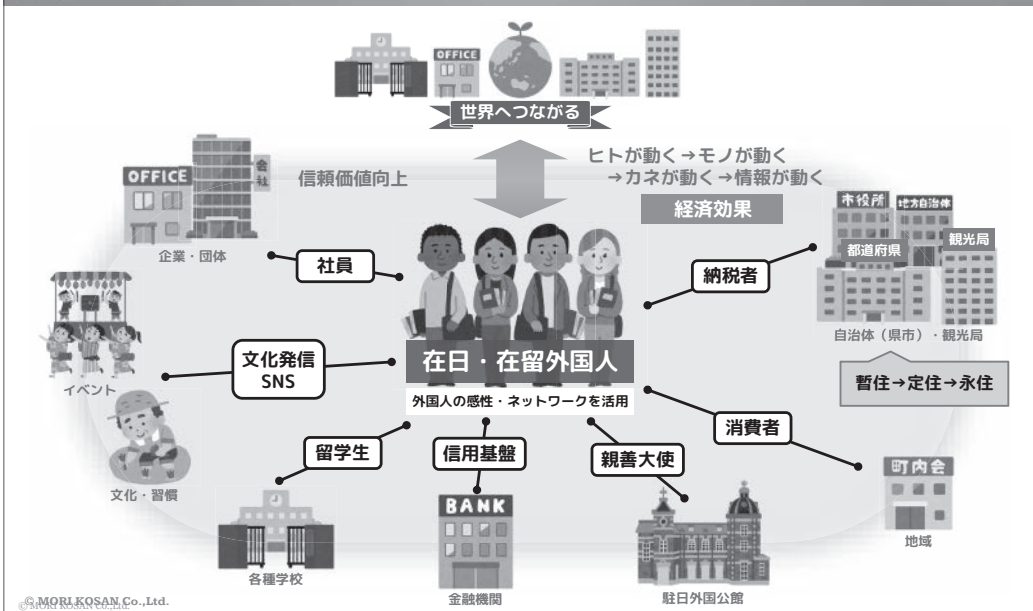 OFFICE
世界へつながる
ヒトが動く→モノが動く
→カネが動く→情報が動く
経済効果
信頼価値向上
OFFICE
会社
企業・団体
社員
市役所
地方自治体
都道府県
観光局
自治体（県市）・観光局
納税者
暫住→定住→永住
文化発信
SNS
イベント
在日・在留外国人
外国人の感性・ネットワークを活用
消費者
文化・習慣
留学生
信用基盤
親善大使
町内会
地域
各種学校
BANK
金融機関
駐日外国公館
© MORI KOSAN Co.,Ltd.
© MORI KOSAN Co.,Ltd.